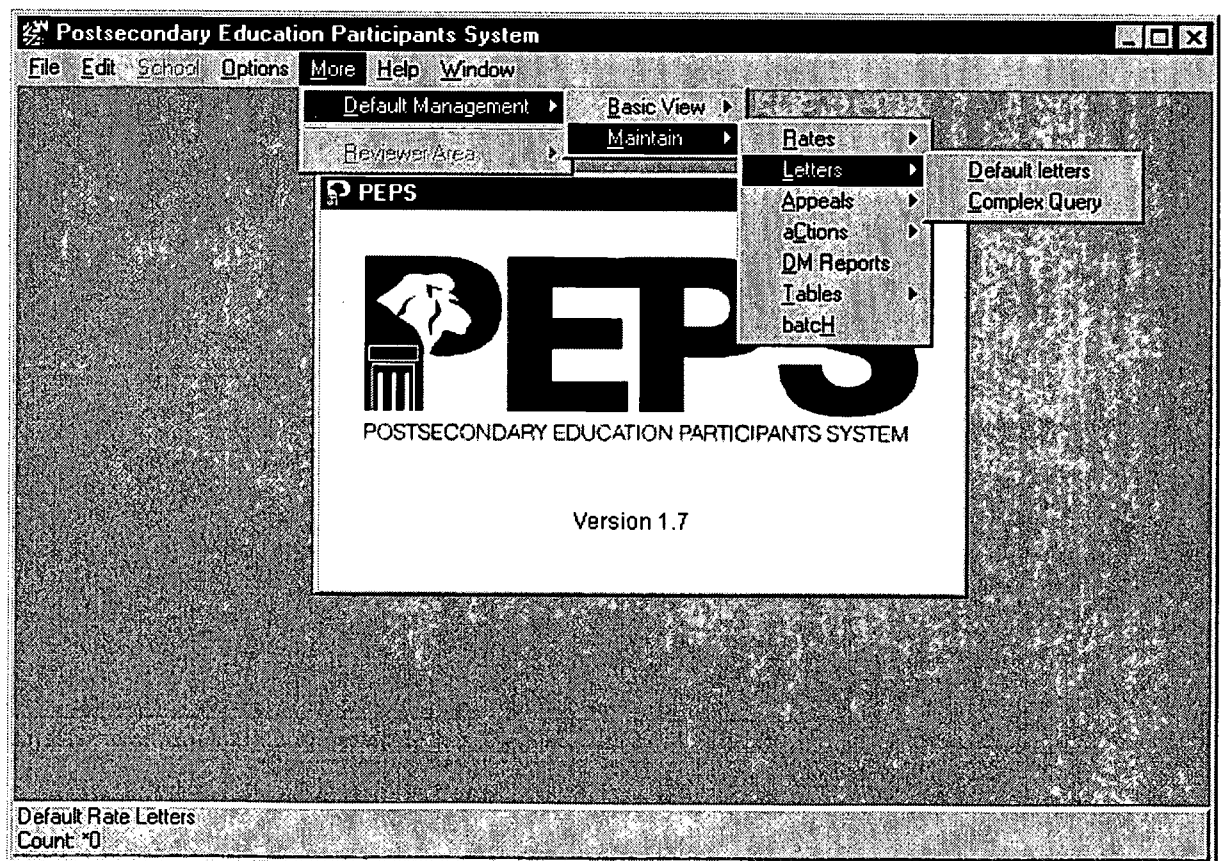 Postsecondary Education Participants System
File Edit School Options More Help Window
Default Management
Reviewer Area
Basic View
Maintain
Rates
Letters
Appeals
aCtions
DM Reports
Tables
batcH
Default letters
Complex Query
PEPS
PEPS
POSTSECONDARY EDUCATION PARTICIPANTS SYSTEM
Version 1.7
Default Rate Letters
Count: *0